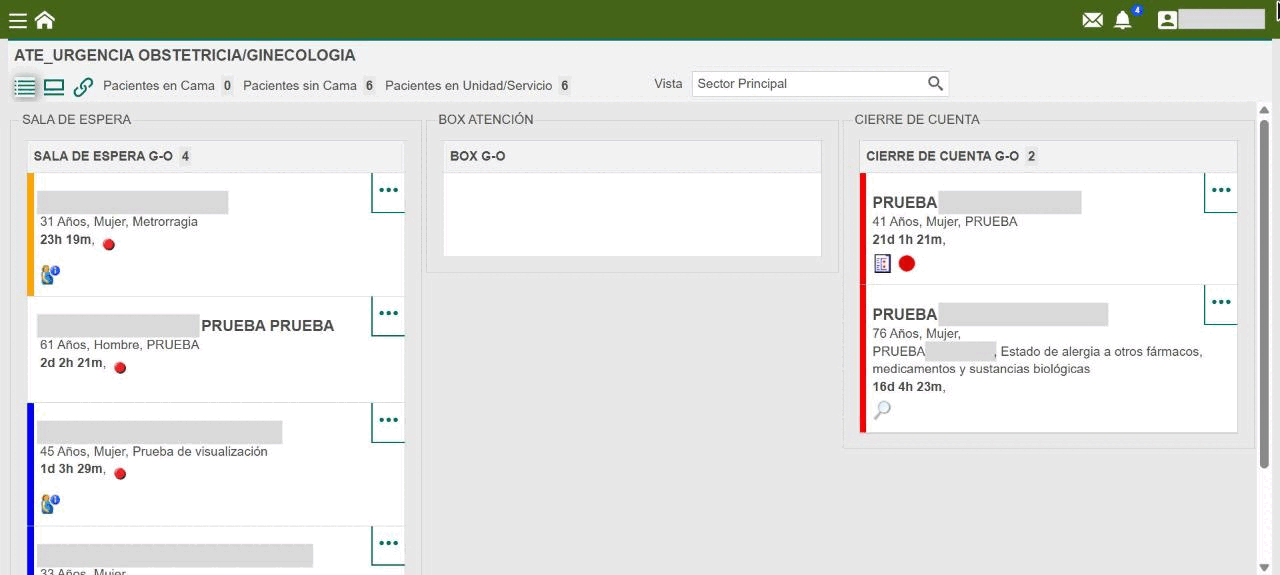 4
ATE_URGENCIA OBSTETRICIA/GINECOLOGIA
Pacientes en Cama 0 Pacientes sin Cama 6 Pacientes en Unidad/Servicio 6 Vista Sector Principal
SALA DE ESPERA
SALA DE ESPERA G-O 4
31 Años, Mujer, Metrorragia
23h 19m,
PRUEBA PRUEBA
61 Años, Hombre, PRUEBA
2d 2h 21m,
45 Años, Mujer, Prueba de visualización
1d 3h 29m,
33 Años, Mujer
BOX ATENCIÓN
BOX G-O
CIERRE DE CUENTA
CIERRE DE CUENTA G-O 2
PRUEBA
41 Años, Mujer, PRUEBA
21d 1h 21m,
PRUEBA
76 Años, Mujer,
PRUEBA , Estado de alergia a otros fármacos,
medicamentos y sustancias biológicas
16d 4h 23m,